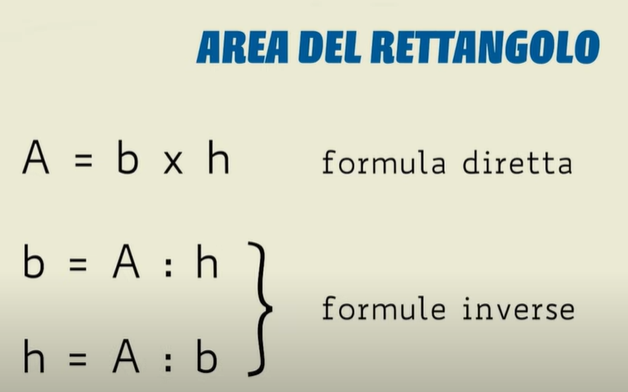 AREA DEL RETTANGOLO
A = b x h formula diretta
b = A : h
formule inverse
h = A : b